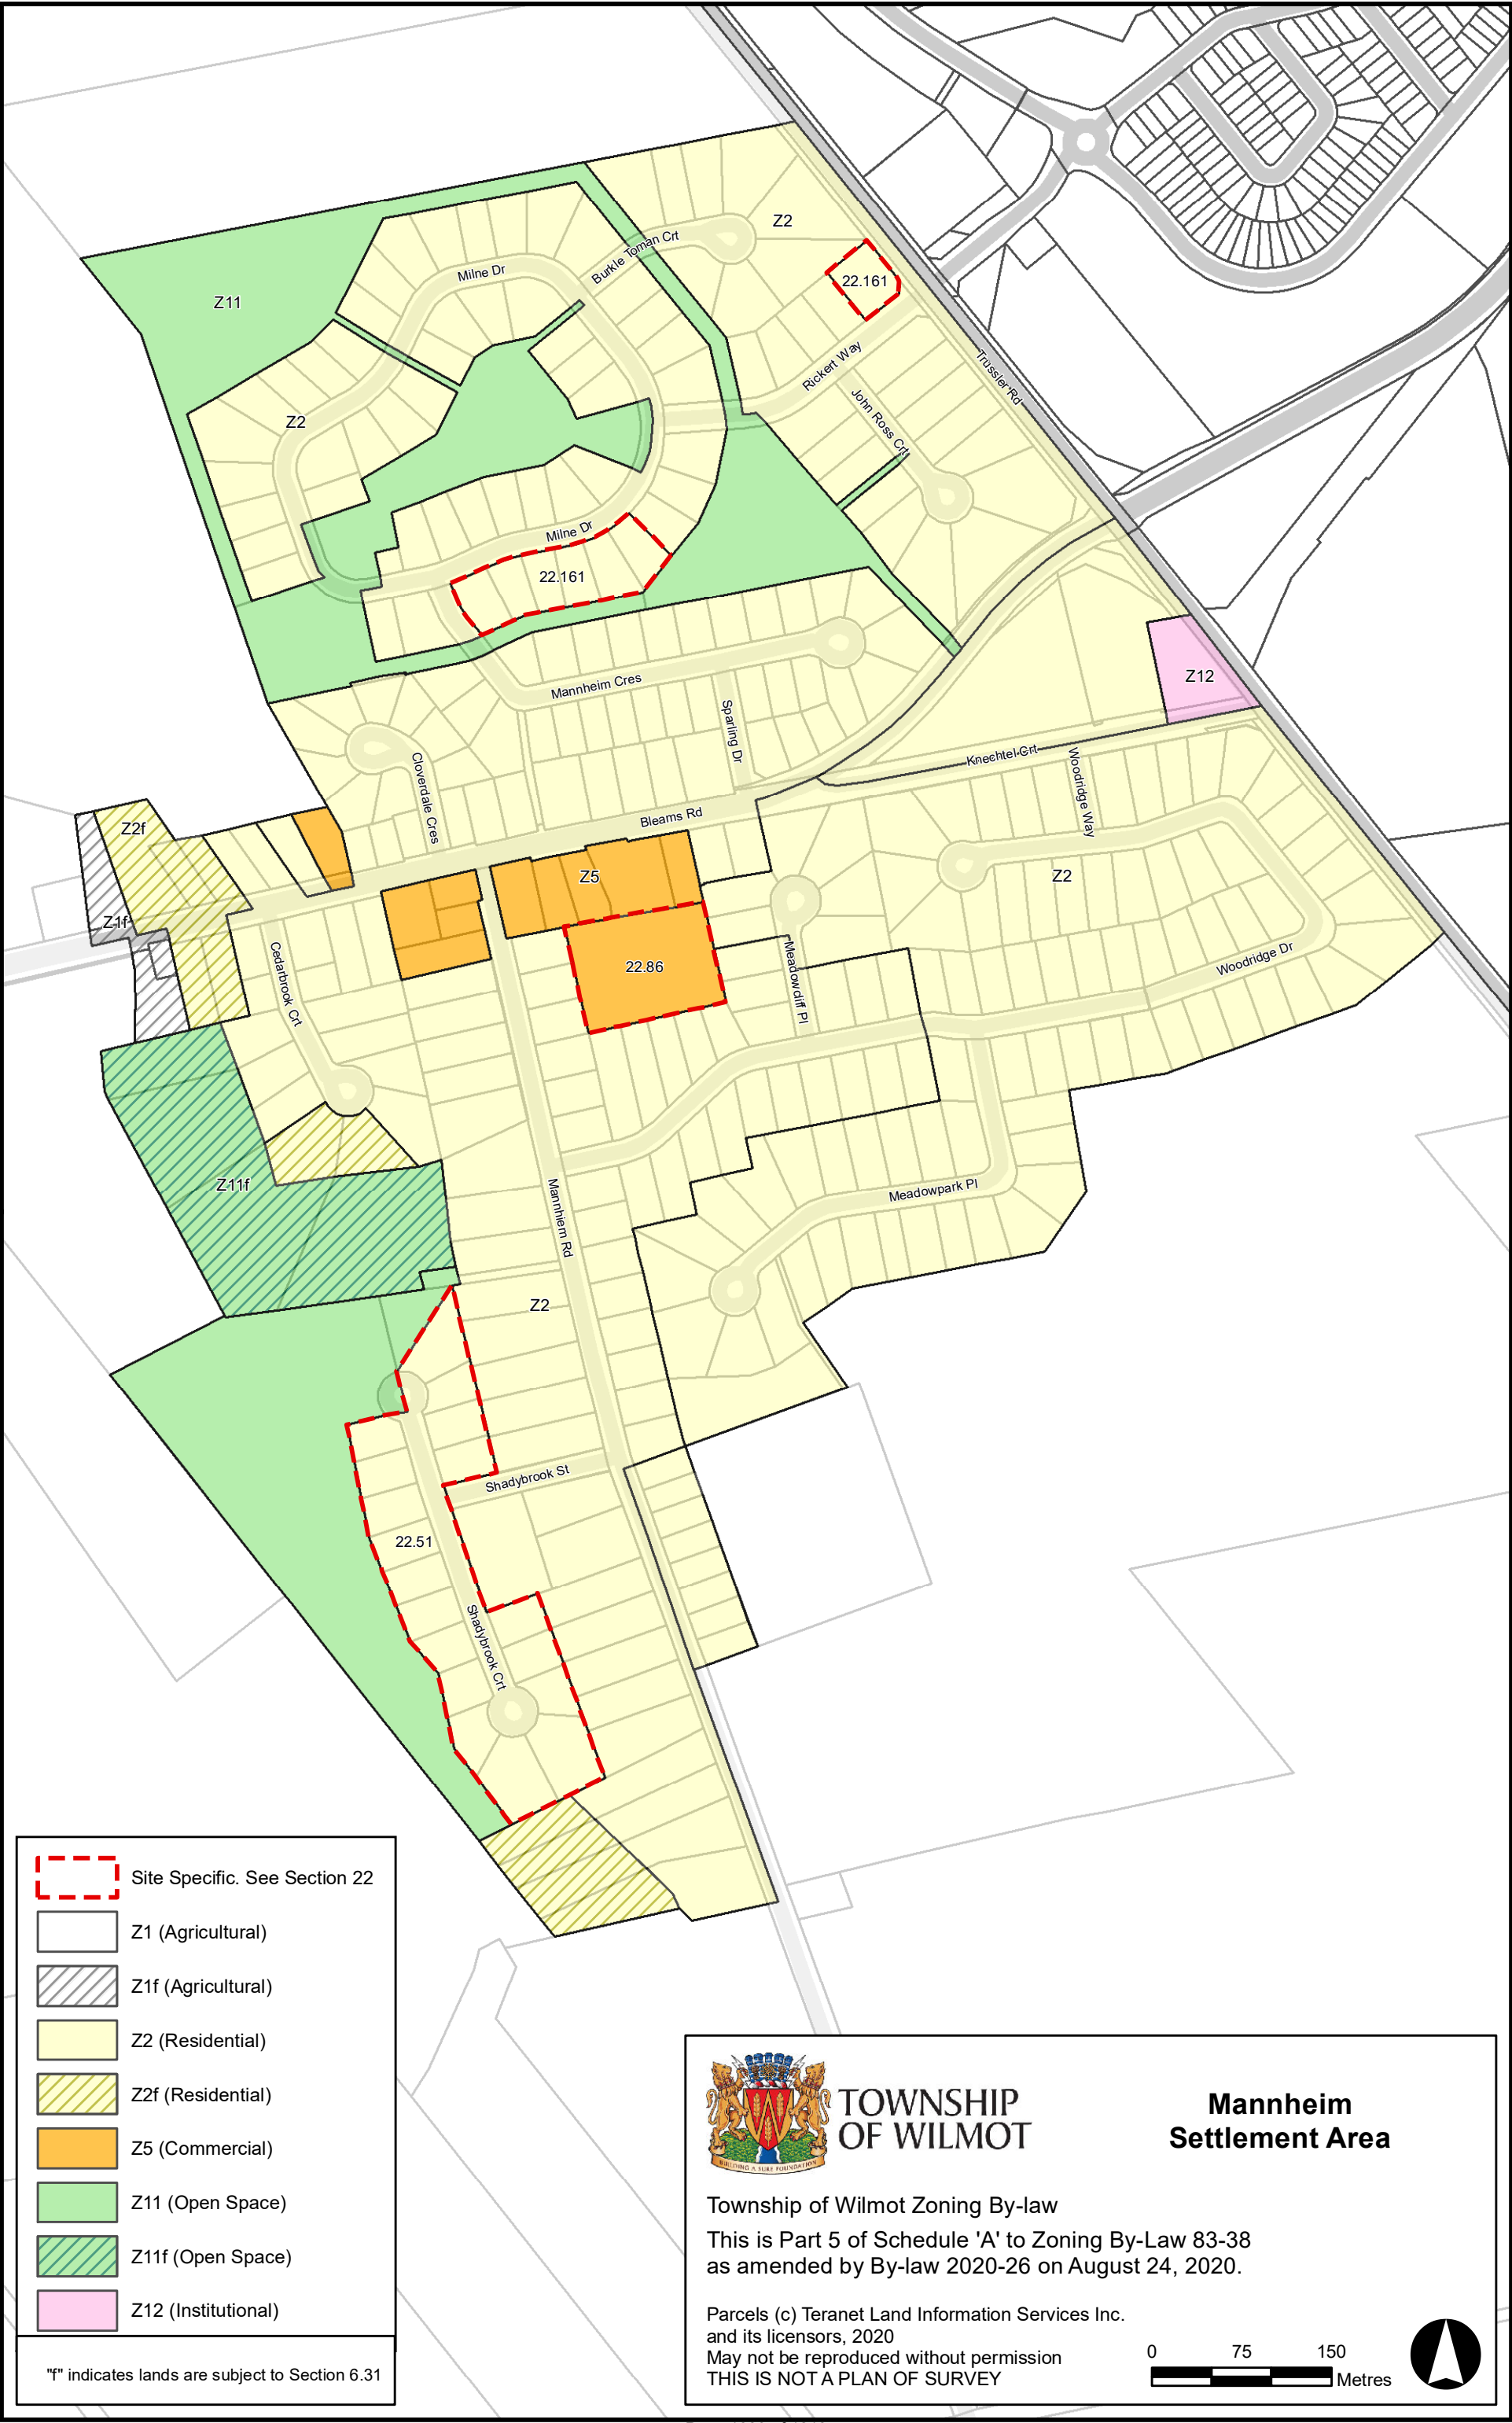 Z2
Burkle Toman Crt
Milne Dr
22.161
Z11
Trussler Rd
Rickert Way
John Ross Crt
Z2
Milne Dr
22.161
Z12
Mannheim Cres
Sparling Dr
Knechtel Crt
Woodridge Way
Cloverdale Cres
Bleams Rd
Z2f
Z5
Z2
Z1f
22.86
Cedarbrook Crt
Meadowcliff Pl
Woodridge Dr
Z11f
Mannhiem Rd
Meadowpark Pl
Z2
Shadybrook St
22.51
Shadybrook Crt
Site Specific. See Section 22
Z1 (Agricultural)
Z1f (Agricultural)
Z2 (Residential)
Z2f (Residential)
Z5 (Commercial)
Z11 (Open Space)
Z11f (Open Space)
Z12 (Institutional)
"f" indicates lands are subject to Section 6.31
BUILDING A SURE FOUNDATION
TOWNSHIP
OF WILMOT
Mannheim
Settlement Area
Township of Wilmot Zoning By-law
This is Part 5 of Schedule 'A' to Zoning By-Law 83-38
as amended by By-law 2020-26 on August 24, 2020.
Parcels (c) Teranet Land Information Services Inc.
and its licensors, 2020
May not be reproduced without permission
THIS IS NOT A PLAN OF SURVEY
0 75 150
Metres